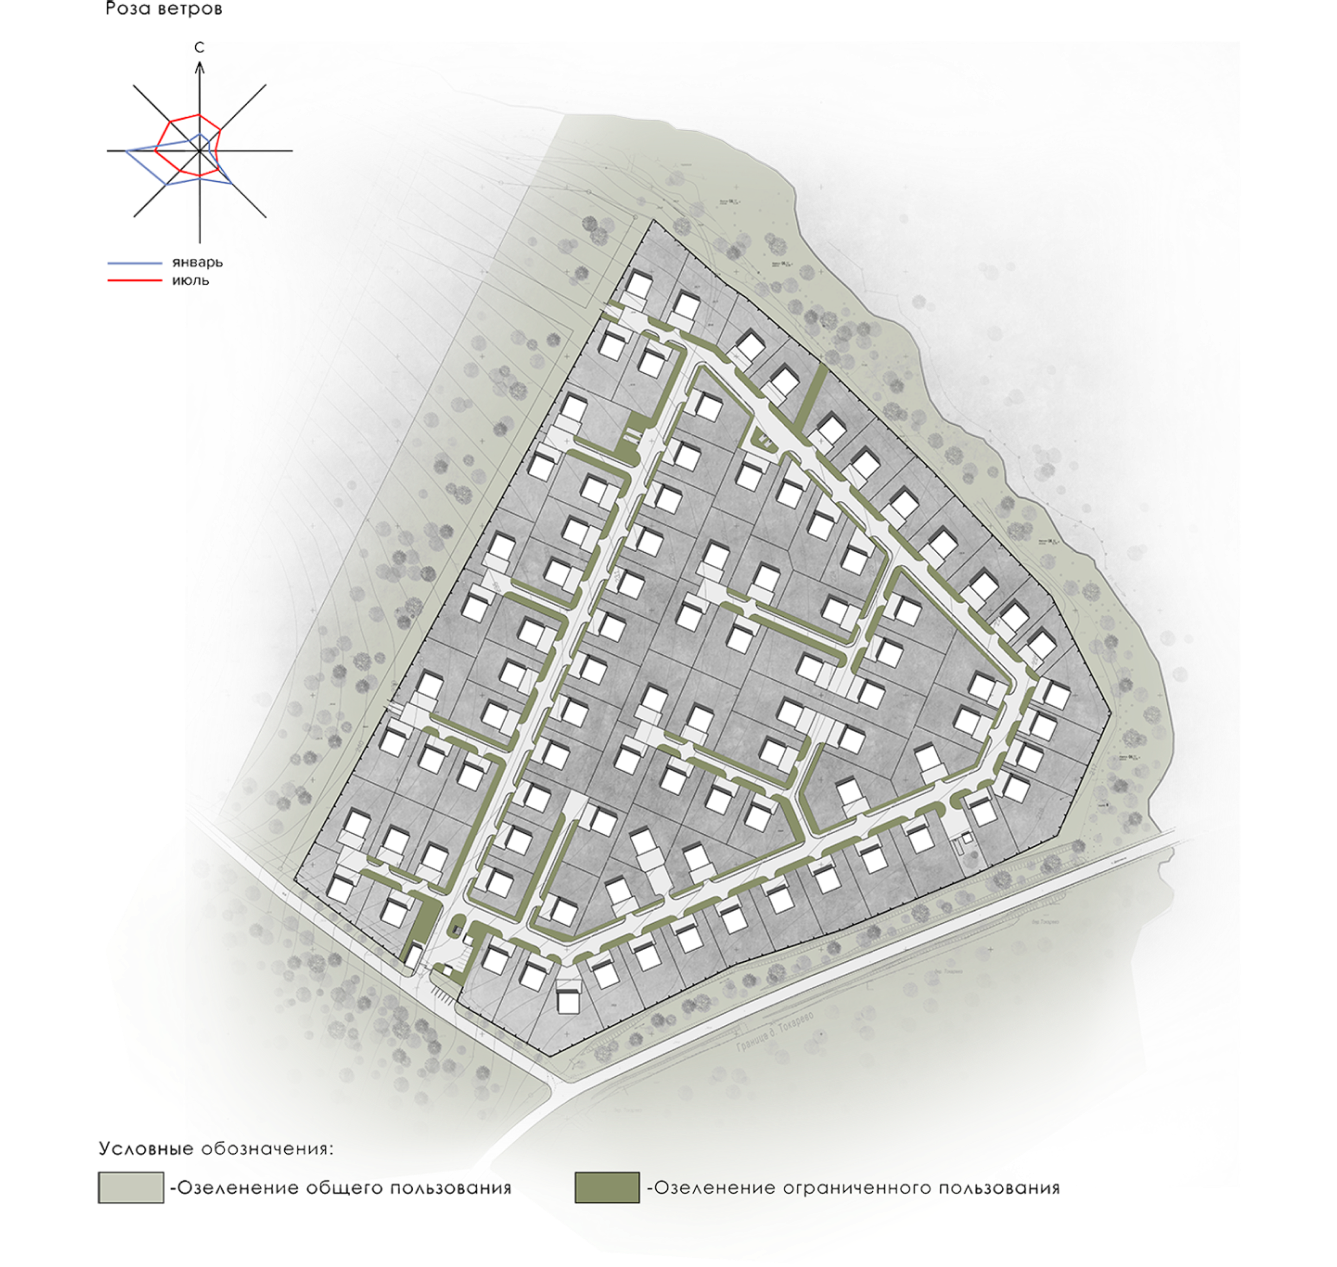 Роза ветров
С
январь
июль
Граница д. Токарево
Условные обозначения:
-Озеленение общего пользования
-Озеленение ограниченного пользования